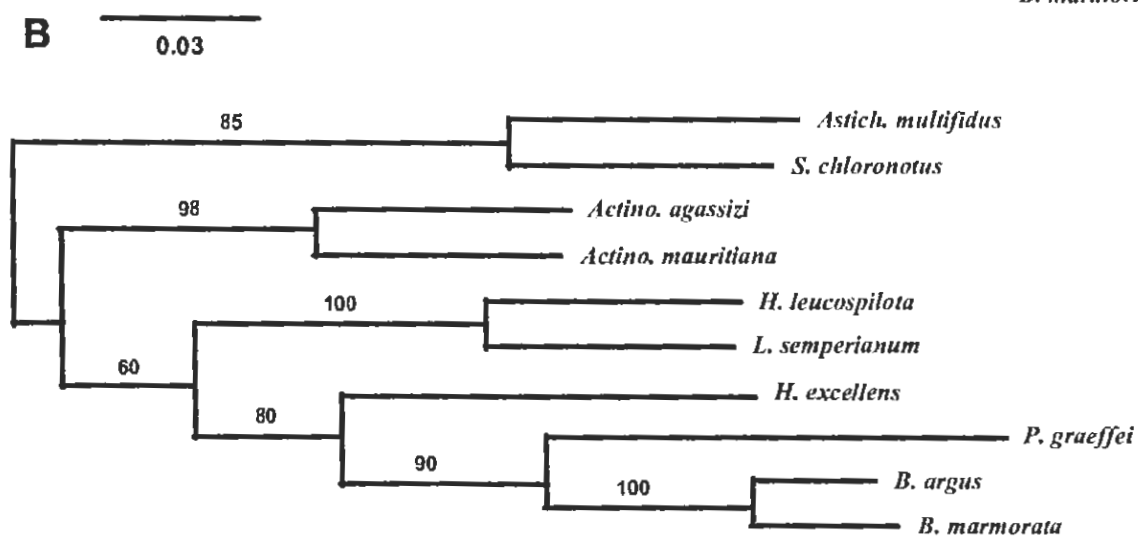 B
0.03
85
Astich. multifidus
S. chloronotus
98
Actino. agassizi
Actino. mauritiana
100
H. leucospilota
L. semperianum
60
H. excellens
80
P. graeffei
90
B. argus
100
B. marmorata